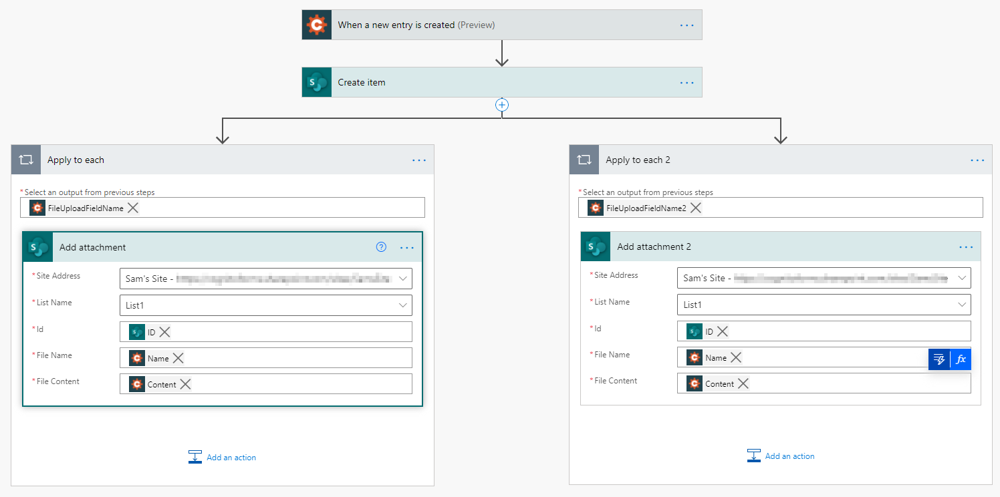 When a new entry is created (Preview)
Create item
Apply to each
*Select an output from previous steps
FileUploadFieldName
Add attachment
*Site Address
Sam's Site -
*List Name
List1
*Id
ID
*File Name
Name
*File Content
Content
Add an action
Apply to each 2
*Select an output from previous steps
FileUploadFieldName2
Add attachment 2
*Site Address
Sam's Site -
*List Name
List1
*Id
ID
*File Name
Name
fx
*File Content
Content
Add an action